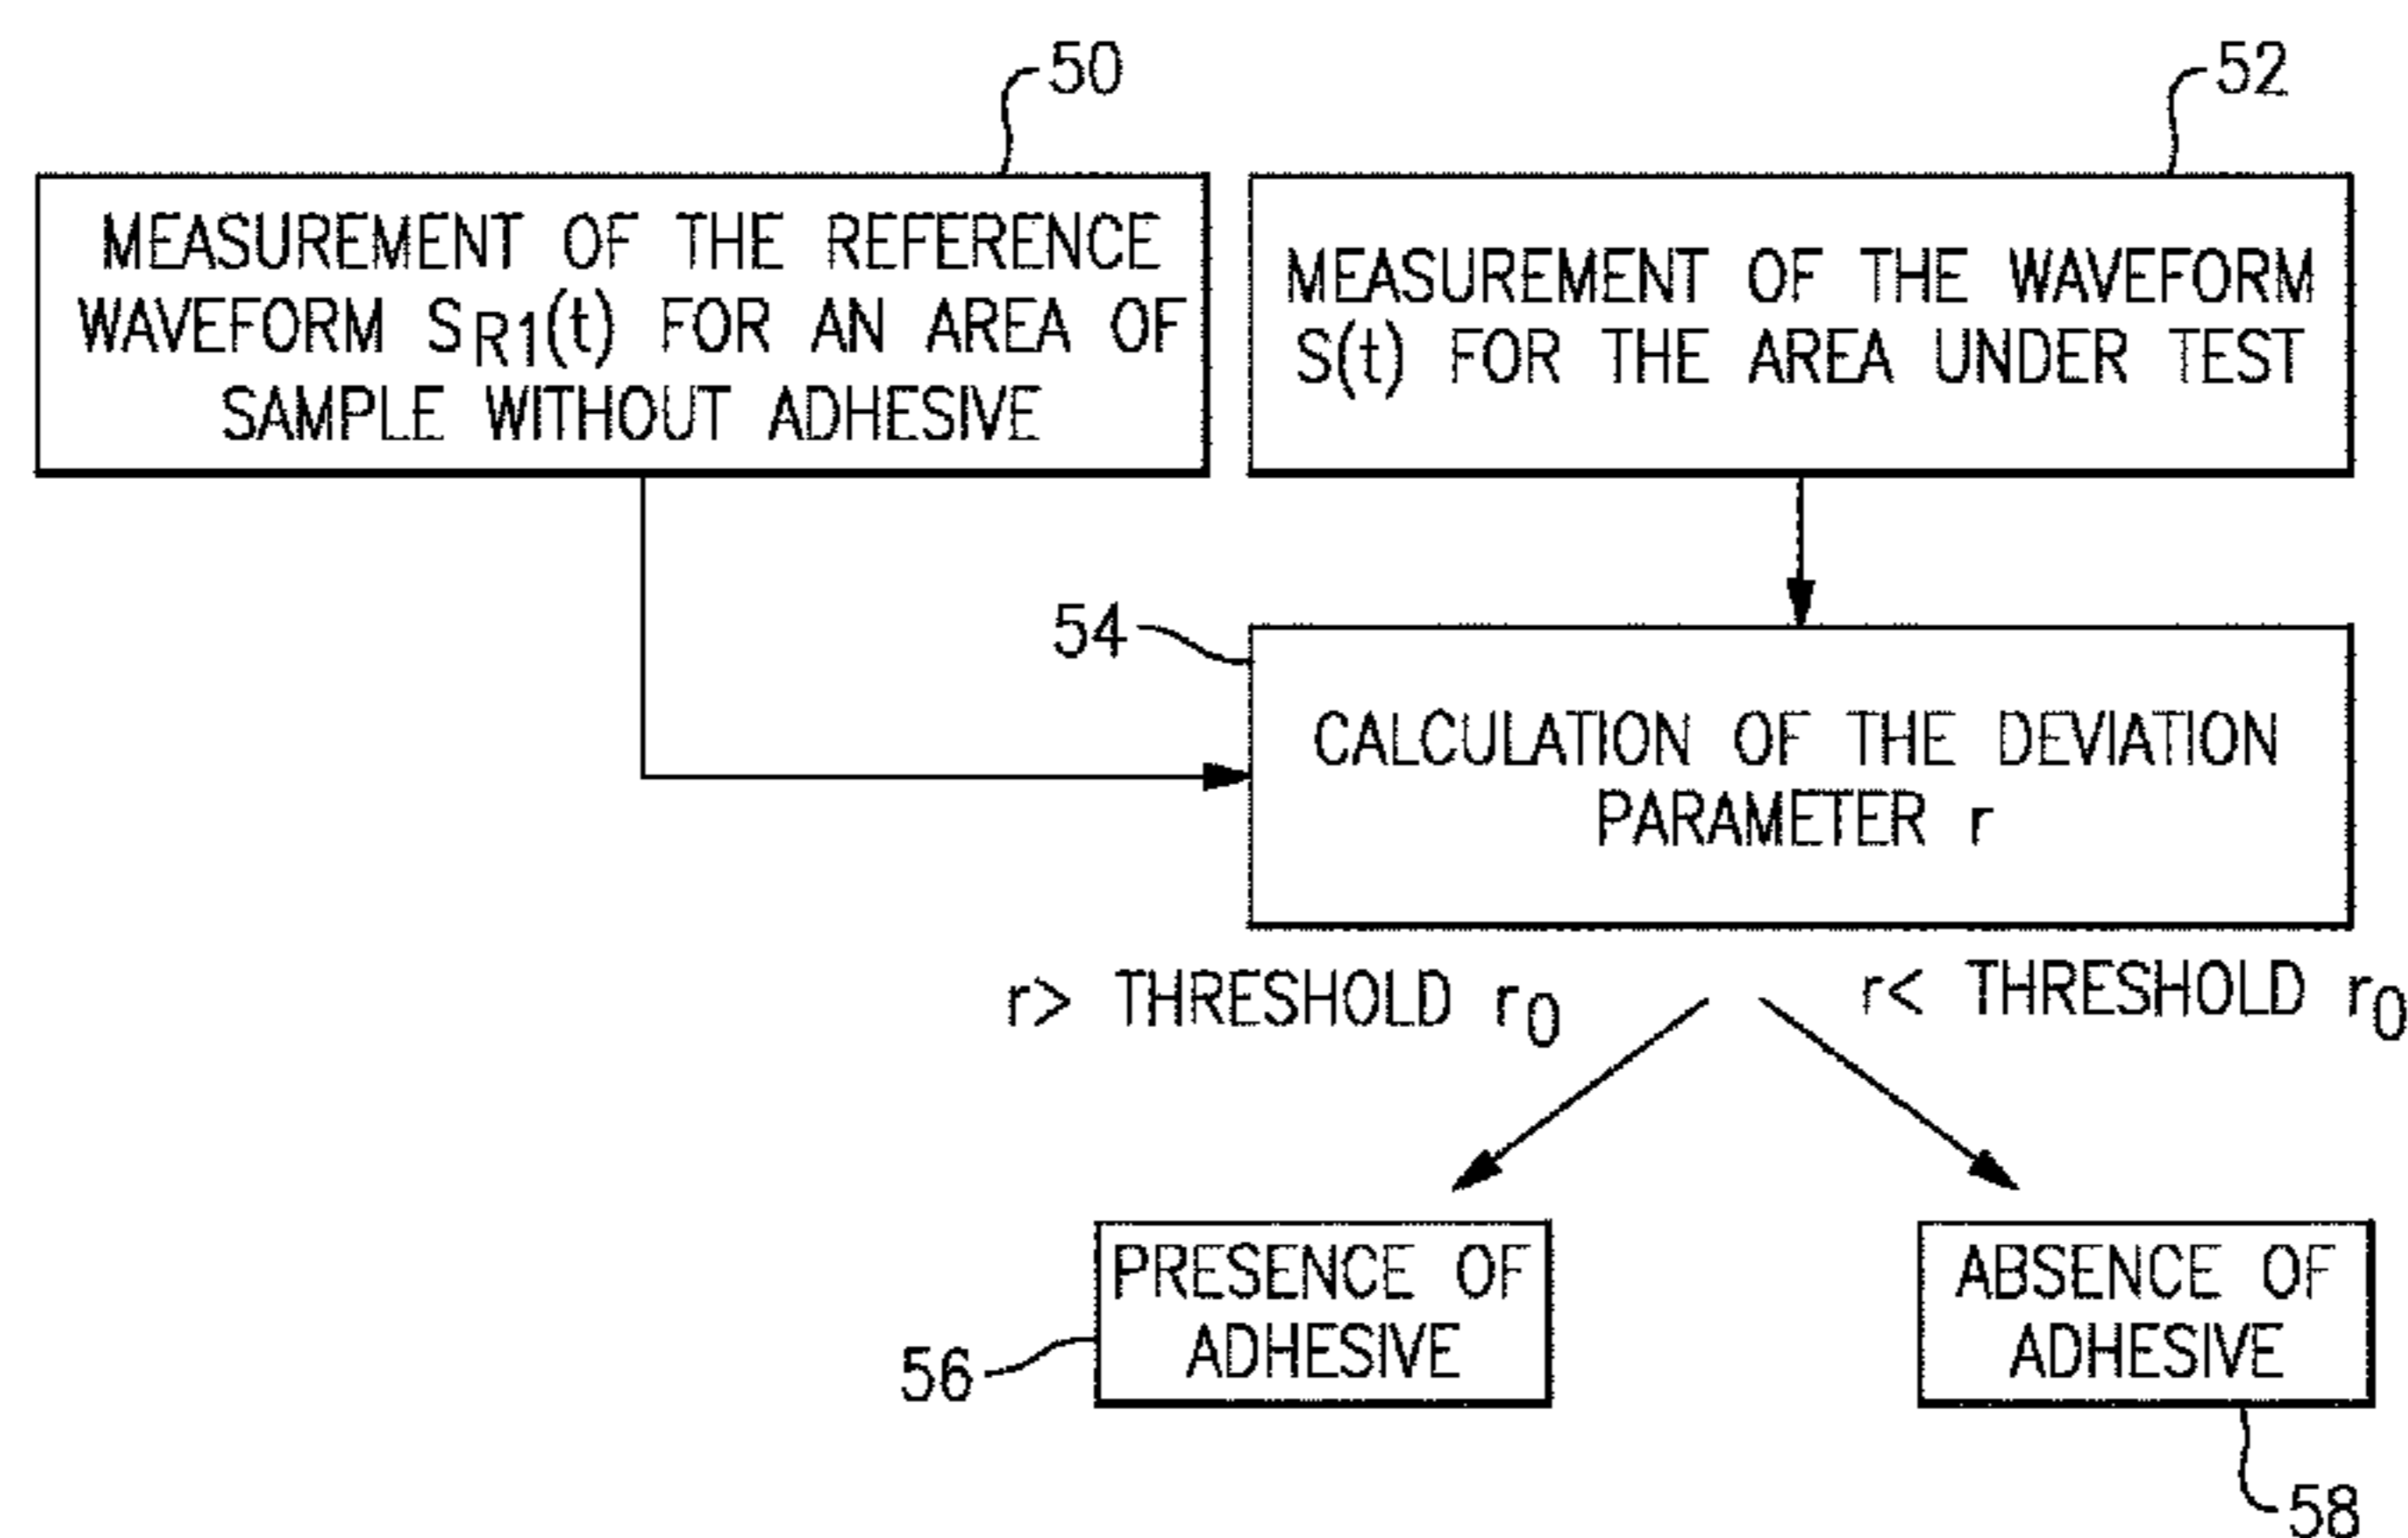 50
52
MEASUREMENT OF THE REFERENCE
WAVEFORM SR1(t) FOR AN AREA OF
SAMPLE WITHOUT ADHESIVE
MEASUREMENT OF THE WAVEFORM
S(t) FOR THE AREA UNDER TEST
54
CALCULATION OF THE DEVIATION
PARAMETER r
r> THRESHOLD r0
r< THRESHOLD r0
PRESENCE OF
ADHESIVE
56
ABSENCE OF
ADHESIVE
58